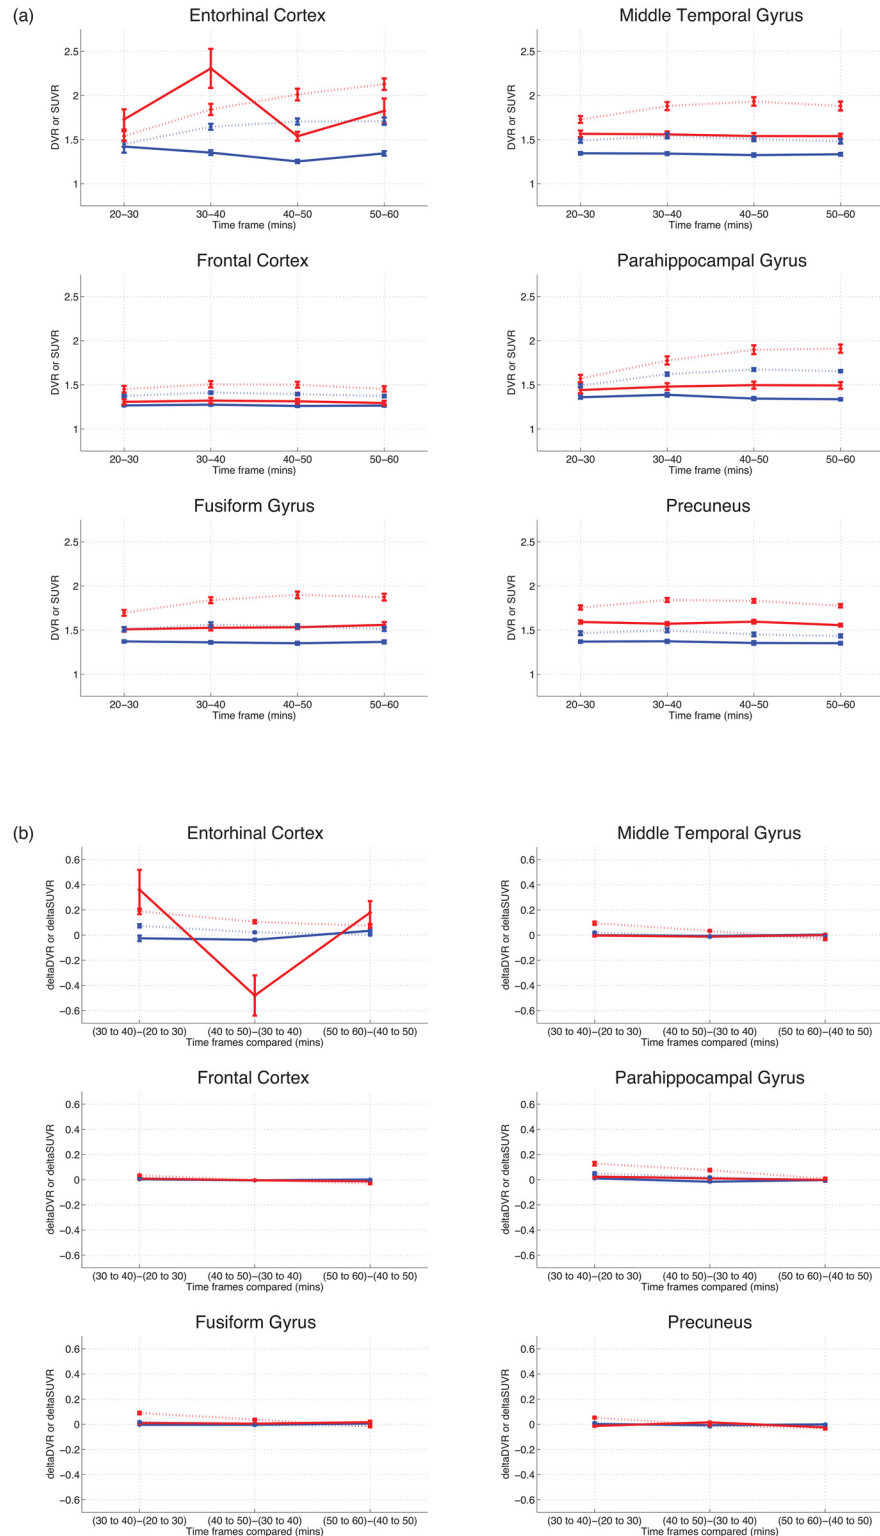 (a)
Entorhinal Cortex
DVR or SUVR
2.5
2
1.5
1
20–30 30–40 40–50 50–60
Time frame (mins)
Middle Temporal Gyrus
DVR or SUVR
2.5
2
1.5
1
20–30 30–40 40–50 50–60
Time frame (mins)
Frontal Cortex
DVR or SUVR
2.5
2
1.5
1
20–30 30–40 40–50 50–60
Time frame (mins)
Parahippocampal Gyrus
DVR or SUVR
2.5
2
1.5
1
20–30 30–40 40–50 50–60
Time frame (mins)
Fusiform Gyrus
DVR or SUVR
2.5
2
1.5
1
20–30 30–40 40–50 50–60
Time frame (mins)
Precuneus
DVR or SUVR
2.5
2
1.5
1
20–30 30–40 40–50 50–60
Time frame (mins)
(b)
Entorhinal Cortex
deltaDVR or deltaSUVR
0.6
0.4
0.2
0
−0.2
−0.4
−0.6
(30 to 40)−(20 to 30) (40 to 50)−(30 to 40) (50 to 60)−(40 to 50)
Time frames compared (mins)
Middle Temporal Gyrus
deltaDVR or deltaSUVR
0.6
0.4
0.2
0
−0.2
−0.4
−0.6
(30 to 40)−(20 to 30) (40 to 50)−(30 to 40) (50 to 60)−(40 to 50)
Time frames compared (mins)
Frontal Cortex
deltaDVR or deltaSUVR
0.6
0.4
0.2
0
−0.2
−0.4
−0.6
(30 to 40)−(20 to 30) (40 to 50)−(30 to 40) (50 to 60)−(40 to 50)
Time frames compared (mins)
Parahippocampal Gyrus
deltaDVR or deltaSUVR
0.6
0.4
0.2
0
−0.2
−0.4
−0.6
(30 to 40)−(20 to 30) (40 to 50)−(30 to 40) (50 to 60)−(40 to 50)
Time frames compared (mins)
Fusiform Gyrus
deltaDVR or deltaSUVR
0.6
0.4
0.2
0
−0.2
−0.4
−0.6
(30 to 40)−(20 to 30) (40 to 50)−(30 to 40) (50 to 60)−(40 to 50)
Time frames compared (mins)
Precuneus
deltaDVR or deltaSUVR
0.6
0.4
0.2
0
−0.2
−0.4
−0.6
(30 to 40)−(20 to 30) (40 to 50)−(30 to 40) (50 to 60)−(40 to 50)
Time frames compared (mins)